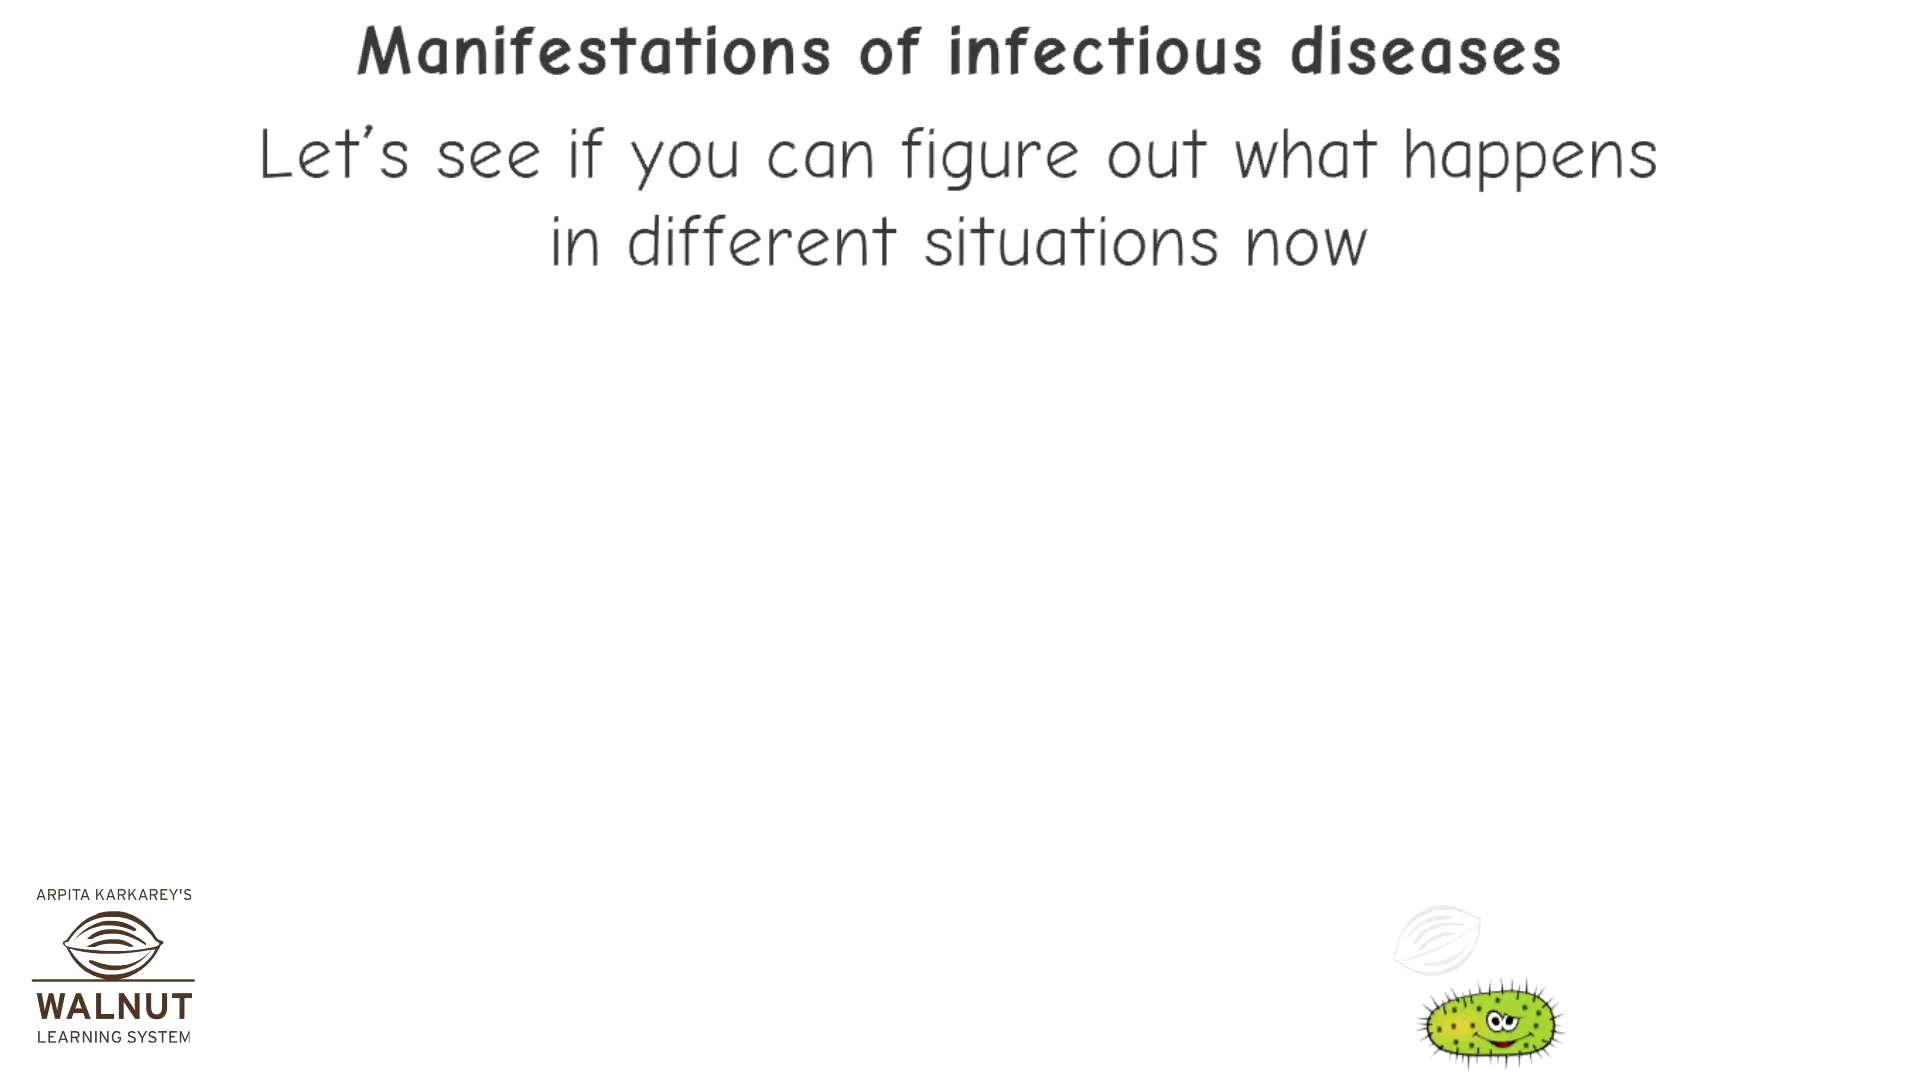 Manifestations of infectious diseases
Let's see if you can figure out what happens
in different situations now
ARPITA KARKAREY'S
WALNUT
LEARNING SYSTEM